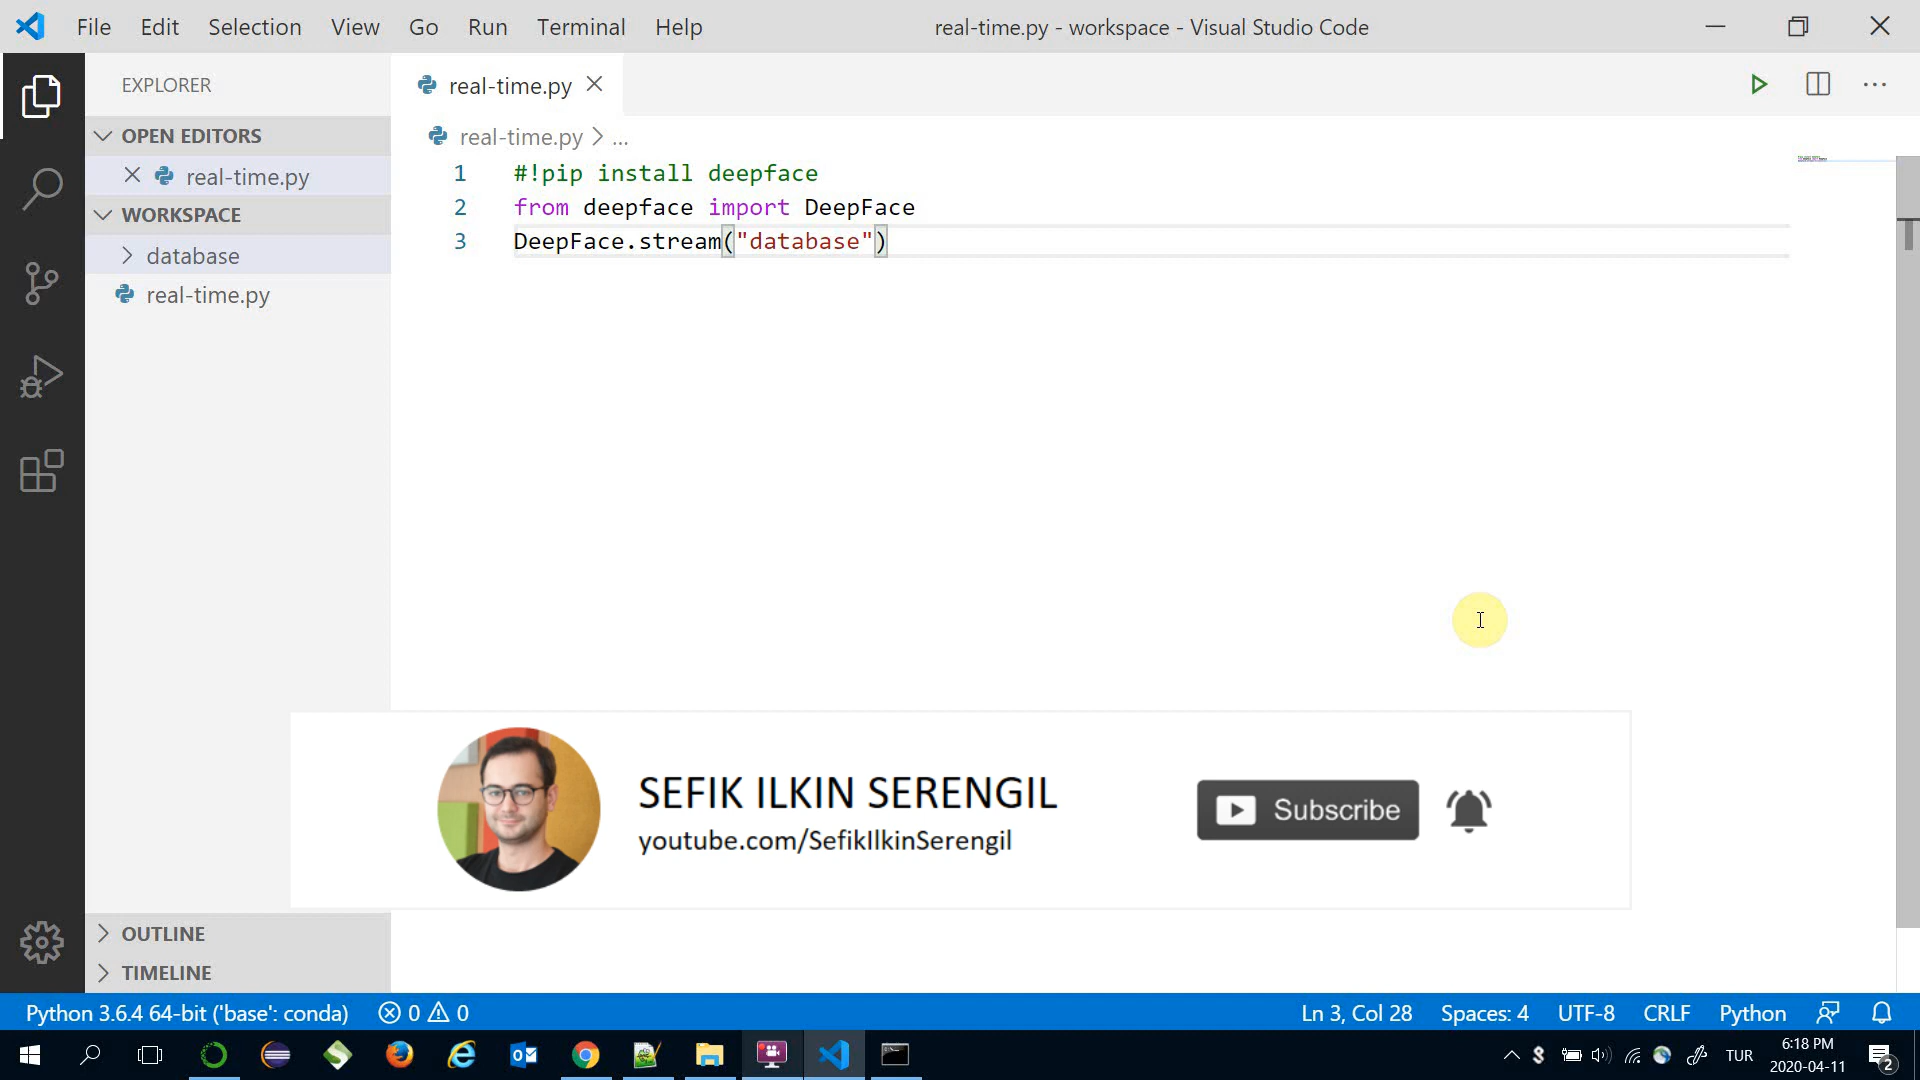 File Edit Selection View Go Run Terminal Help
real-time.py - workspace - Visual Studio Code
EXPLORER
OPEN EDITORS
real-time.py
WORKSPACE
database
real-time.py
OUTLINE
TIMELINE
real-time.py
real-time.py > ...
1 #!pip install deepface
2 from deepface import DeepFace
3 DeepFace.stream("database")
SEFIK ILKIN SERENGIL
youtube.com/SefikIlkinSerengil
Subscribe
Python 3.6.4 64-bit ('base': conda) 0 0
Ln 3, Col 28 Spaces: 4 UTF-8 CRLF Python
TUR
6:18 PM
2020-04-11
2